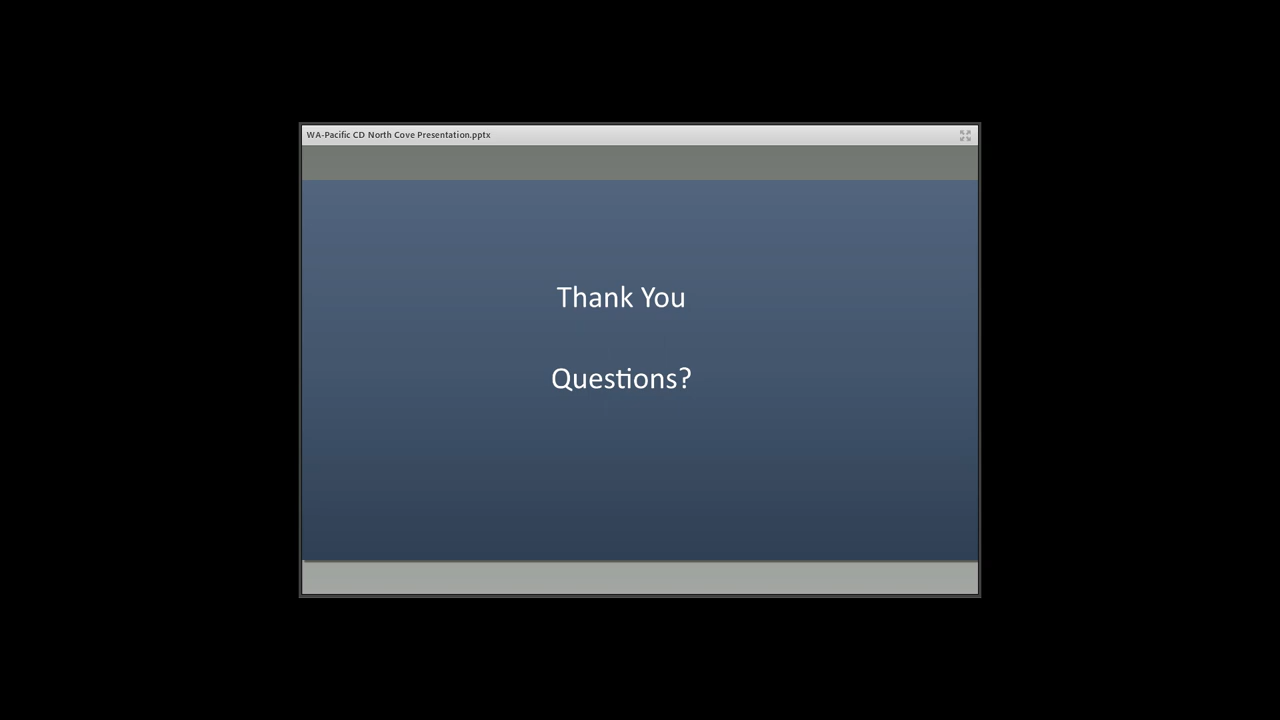 WA-Pacific CD North Cove Presentation.pptx
Thank You
Questions?